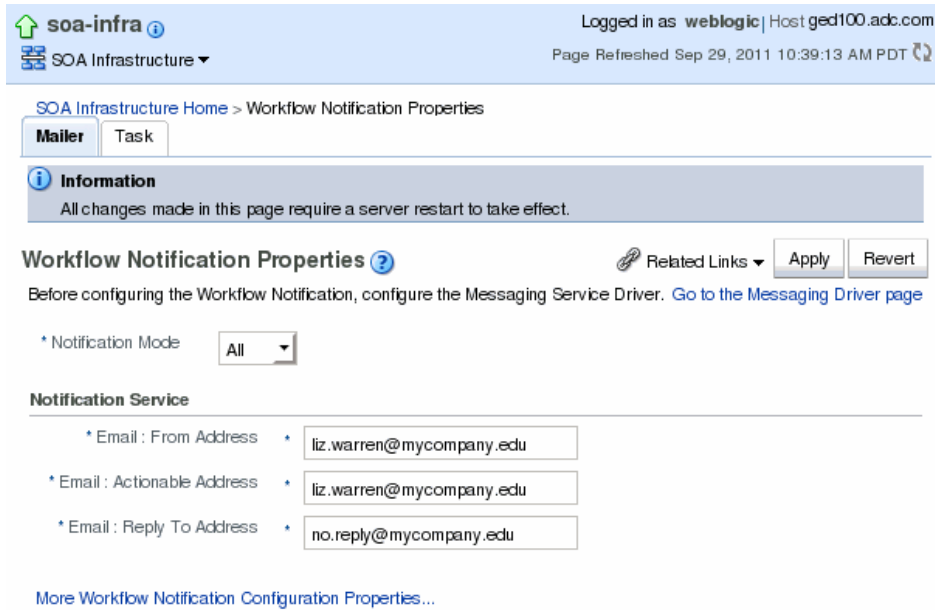 soa-infra
Logged in as weblogic| Host ged100.adc.com
SOA Infrastructure
Page Refreshed Sep 29, 2011 10:39:13 AM PDT
SOA Infrastructure Home > Workflow Notification Properties
Mailer Task
Information
All changes made in this page require a server restart to take effect.
Workflow Notification Properties
Related Links Apply Revert
Before configuring the Workflow Notification, configure the Messaging Service Driver. Go to the Messaging Driver page
* Notification Mode All
Notification Service
* Email : From Address * liz.warren@mycompany.edu
* Email : Actionable Address * liz.warren@mycompany.edu
* Email : Reply To Address * no.reply@mycompany.edu
More Workflow Notification Configuration Properties...